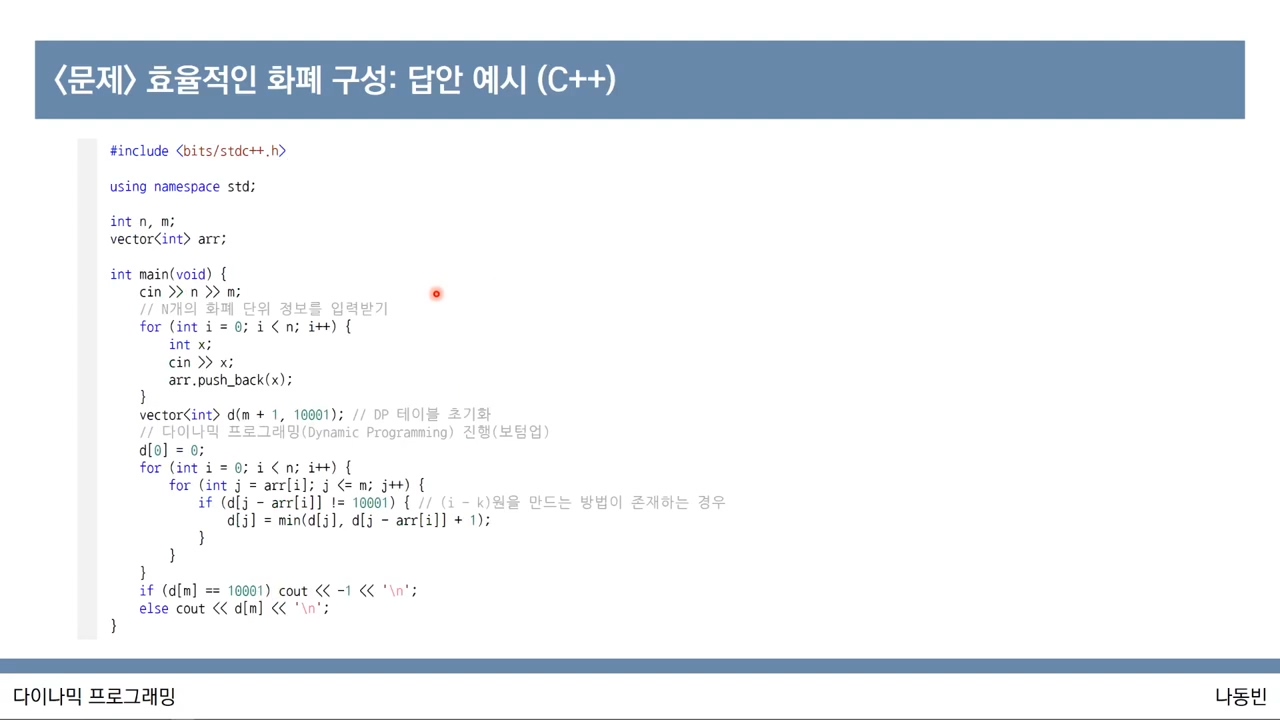 <문제> 효율적인 화폐 구성: 답안 예시 (C++)
#include <bits/stdc++.h>
using namespace std;
int n, m;
vector<int> arr;
int main(void) {
    cin >> n >> m;
    // N개의 화폐 단위 정보를 입력받기
    for (int i = 0; i < n; i++) {
        int x;
        cin >> x;
        arr.push_back(x);
    }
    vector<int> d(m + 1, 10001); // DP 테이블 초기화
    // 다이나믹 프로그래밍(Dynamic Programming) 진행(보텀업)
    d[0] = 0;
    for (int i = 0; i < n; i++) {
        for (int j = arr[i]; j <= m; j++) {
            if (d[j - arr[i]] != 10001) { // (i - k)원을 만드는 방법이 존재하는 경우
                d[j] = min(d[j], d[j - arr[i]] + 1);
            }
        }
    }
    if (d[m] == 10001) cout << -1 << '\n';
    else cout << d[m] << '\n';
}
다이나믹 프로그래밍
나동빈